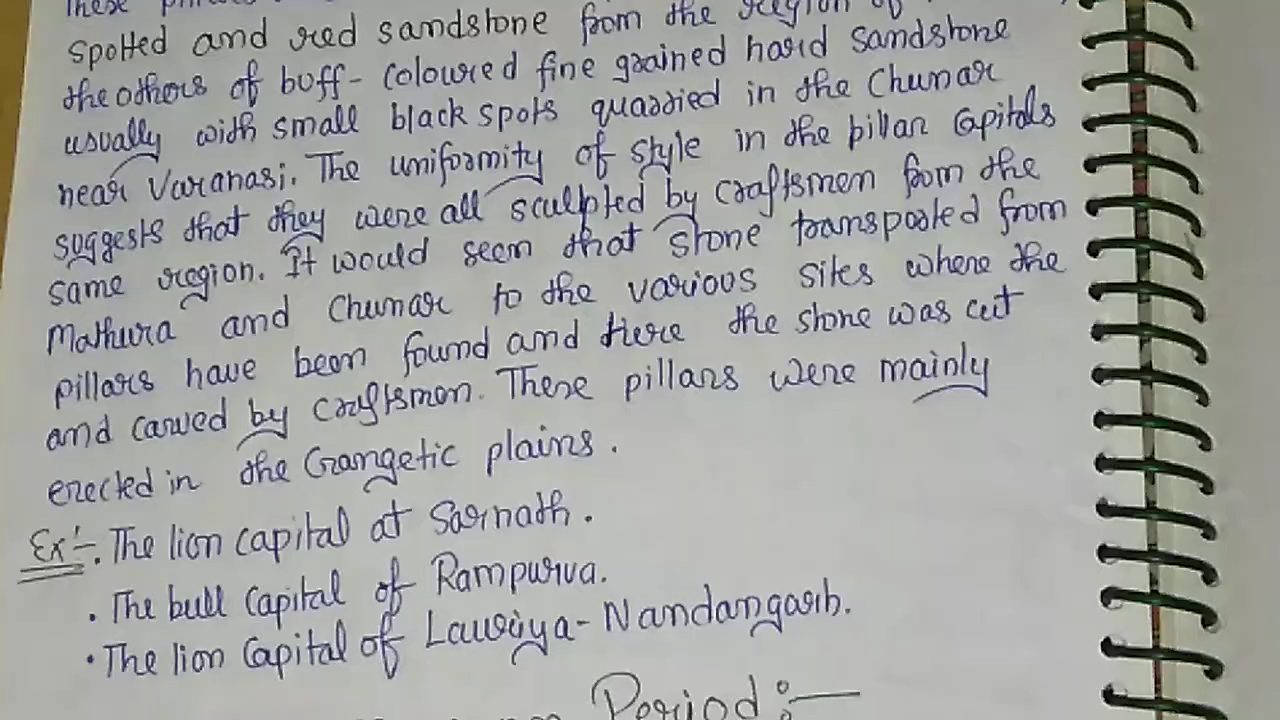 These
spotted and red sandstone from the region of
the others of buff-coloured fine grained hard sandstone
usually with small black spots quarried in the Chunar
near Varanasi. The uniformity of style in the pillan capitals
suggests that they were all sculpted by craftsmen from the
same region. It would seem that stone transported from
Mathura and Chunar to the various sites where the
pillars have been found and here the stone was cut
and carved by craftsmen. These pillars were mainly
erected in the Gangetic plains.
Ex:-. The lion capital at Sarnath.
. The bull capital of Rampurva.
. The lion capital of Lauriya-Nandangarh.
Period :-